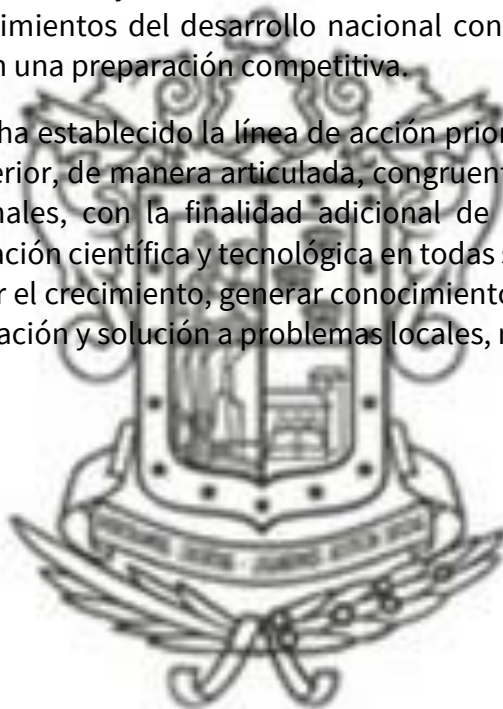 imientos del desarrollo nacional con
n una preparación competitiva.
ha establecido la línea de acción prior
erior, de manera articulada, congruent
nales, con la finalidad adicional de
ación científica y tecnológica en todas s
r el crecimiento, generar conocimiento
ación y solución a problemas locales, r